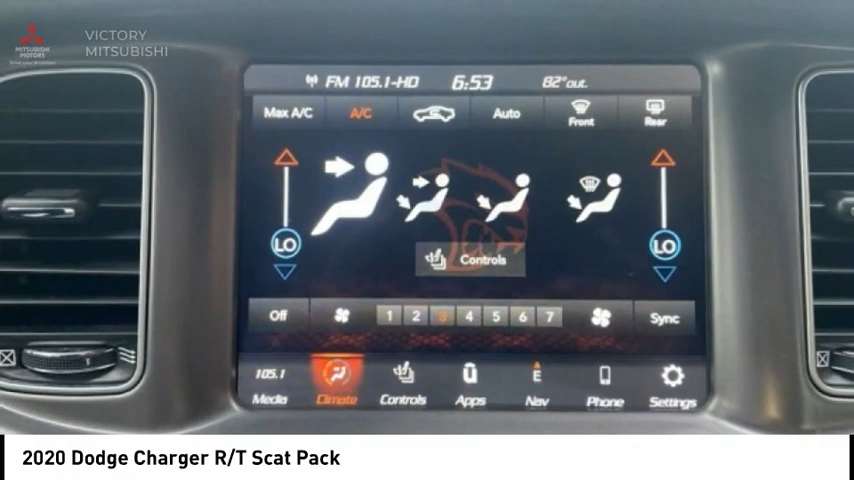 MITSUBISHI
MOTORS
VICTORY
MITSUBISHI
FM 105.1-HD 6:53 82°out.
Max A/C A/C Auto Front Rear
LO LO
Controls
Off 1 2 3 4 5 6 7 Sync
105.1 E
Media Climate Controls Apps Nav Phone Settings
2020 Dodge Charger R/T Scat Pack